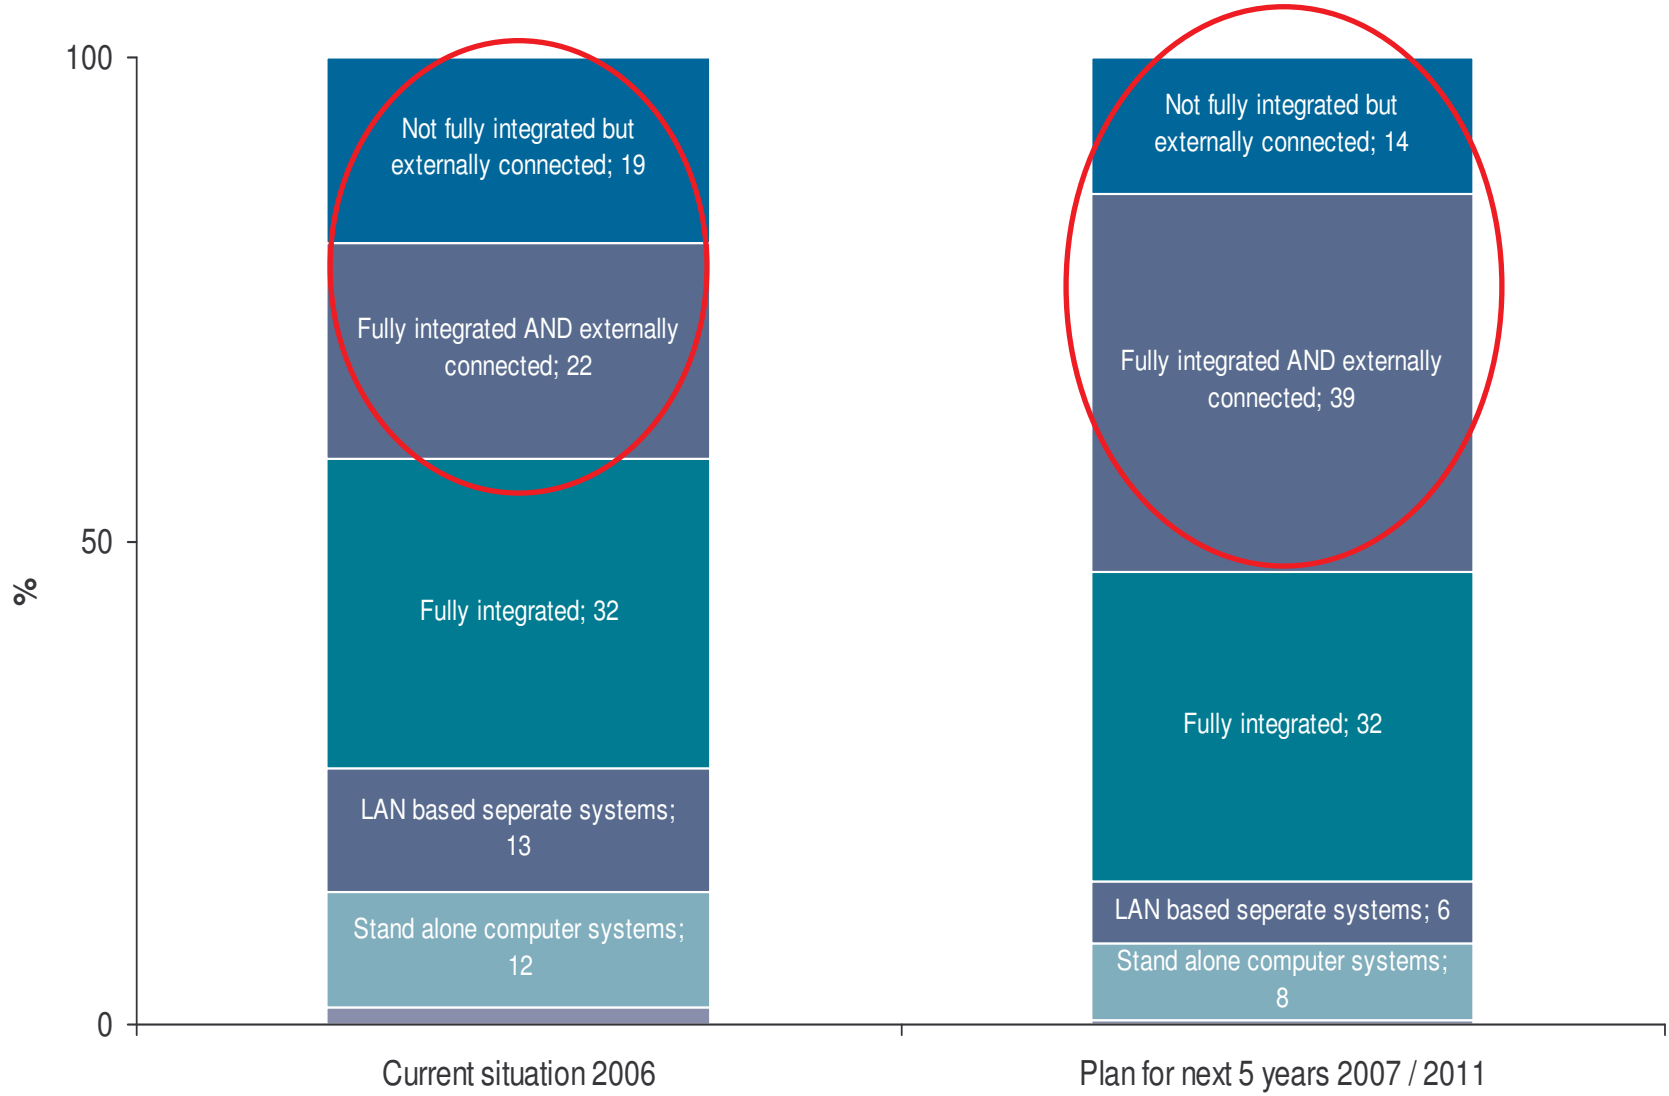 100
50
0
%
Not fully integrated but
externally connected; 19
Fully integrated AND externally
connected; 22
Fully integrated; 32
LAN based seperate systems;
13
Stand alone computer systems;
12
Current situation 2006
Not fully integrated but
externally connected; 14
Fully integrated AND externally
connected; 39
Fully integrated; 32
LAN based seperate systems; 6
Stand alone computer systems;
8
Plan for next 5 years 2007 / 2011